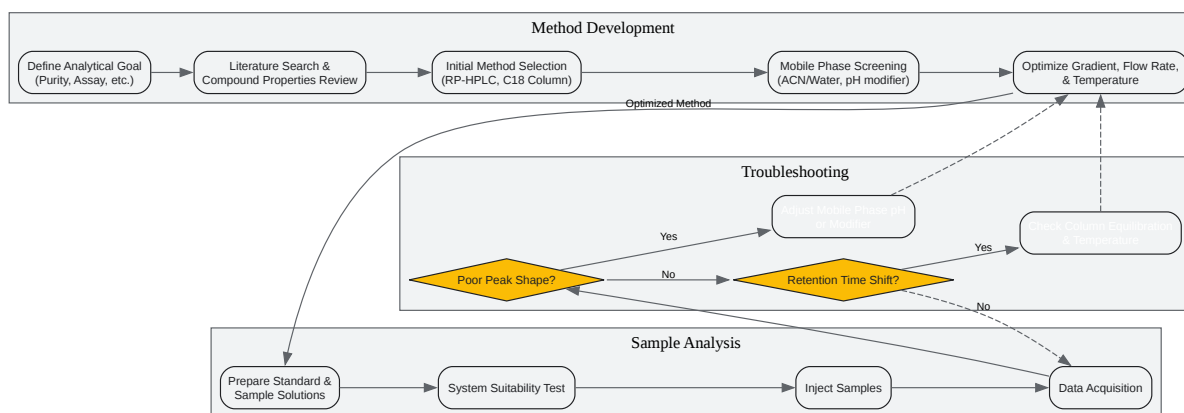 Method Development
Define Analytical Goal
(Purity, Assay, etc.)
Literature Search &
Compound Properties Review
Initial Method Selection
(RP-HPLC, C18 Column)
Mobile Phase Screening
(ACN/Water, pH modifier)
Optimize Gradient, Flow Rate,
& Temperature
Optimized Method
Troubleshooting
Adjust Mobile Phase pH
or Modifier
Check Column Equilibration
& Temperature
Yes
Yes
Poor Peak Shape?
No
Retention Time Shift?
No
Sample Analysis
Prepare Standard &
Sample Solutions
System Suitability Test
Inject Samples
Data Acquisition